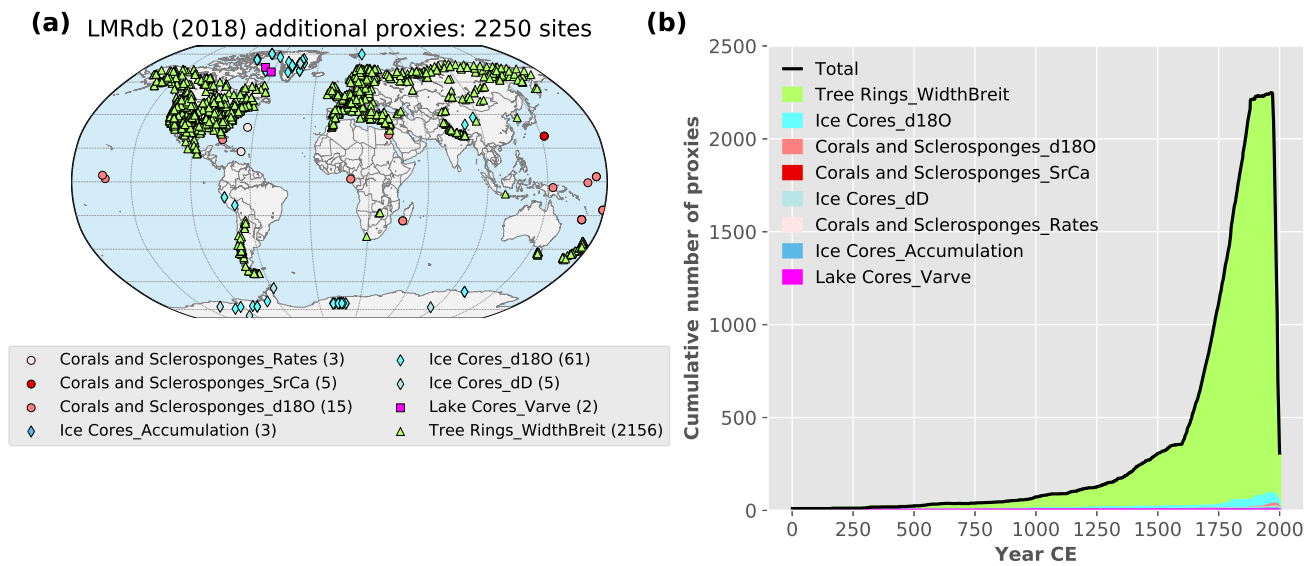 (a) LMRdb (2018) additional proxies: 2250 sites
Corals and Sclerosponges_Rates (3)
Corals and Sclerosponges_SrCa (5)
Corals and Sclerosponges_d18O (15)
Ice Cores_Accumulation (3)
Ice Cores_d18O (61)
Ice Cores_dD (5)
Lake Cores_Varve (2)
Tree Rings_WidthBreit (2156)
(b)
Cumulative number of proxies
2500
2000
1500
1000
500
0
Total
Tree Rings_WidthBreit
Ice Cores_d18O
Corals and Sclerosponges_d18O
Corals and Sclerosponges_SrCa
Ice Cores_dD
Corals and Sclerosponges_Rates
Ice Cores_Accumulation
Lake Cores_Varve
0 250 500 750 1000 1250 1500 1750 2000
Year CE